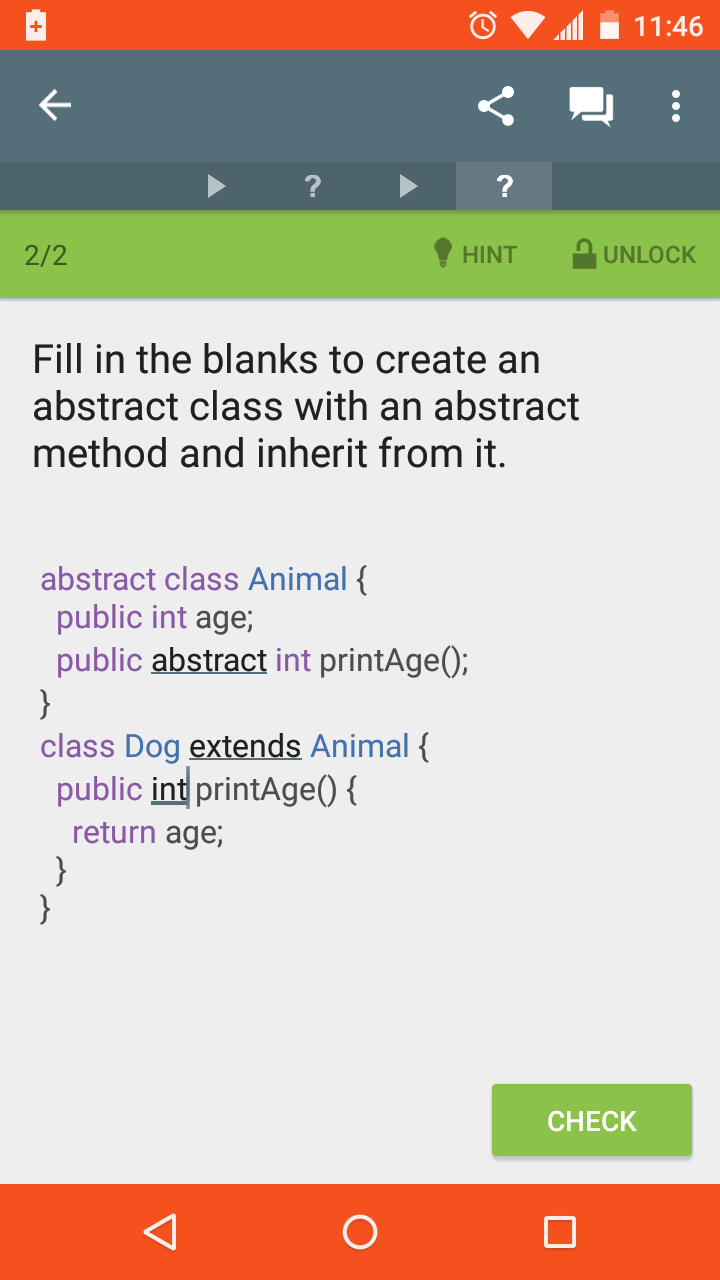 11:46
?
?
2/2
HINT
UNLOCK
Fill in the blanks to create an
abstract class with an abstract
method and inherit from it.
abstract class Animal {
public int age;
public abstract int printAge();
}
class Dog extends Animal {
public int printAge() {
return age;
}
}
CHECK